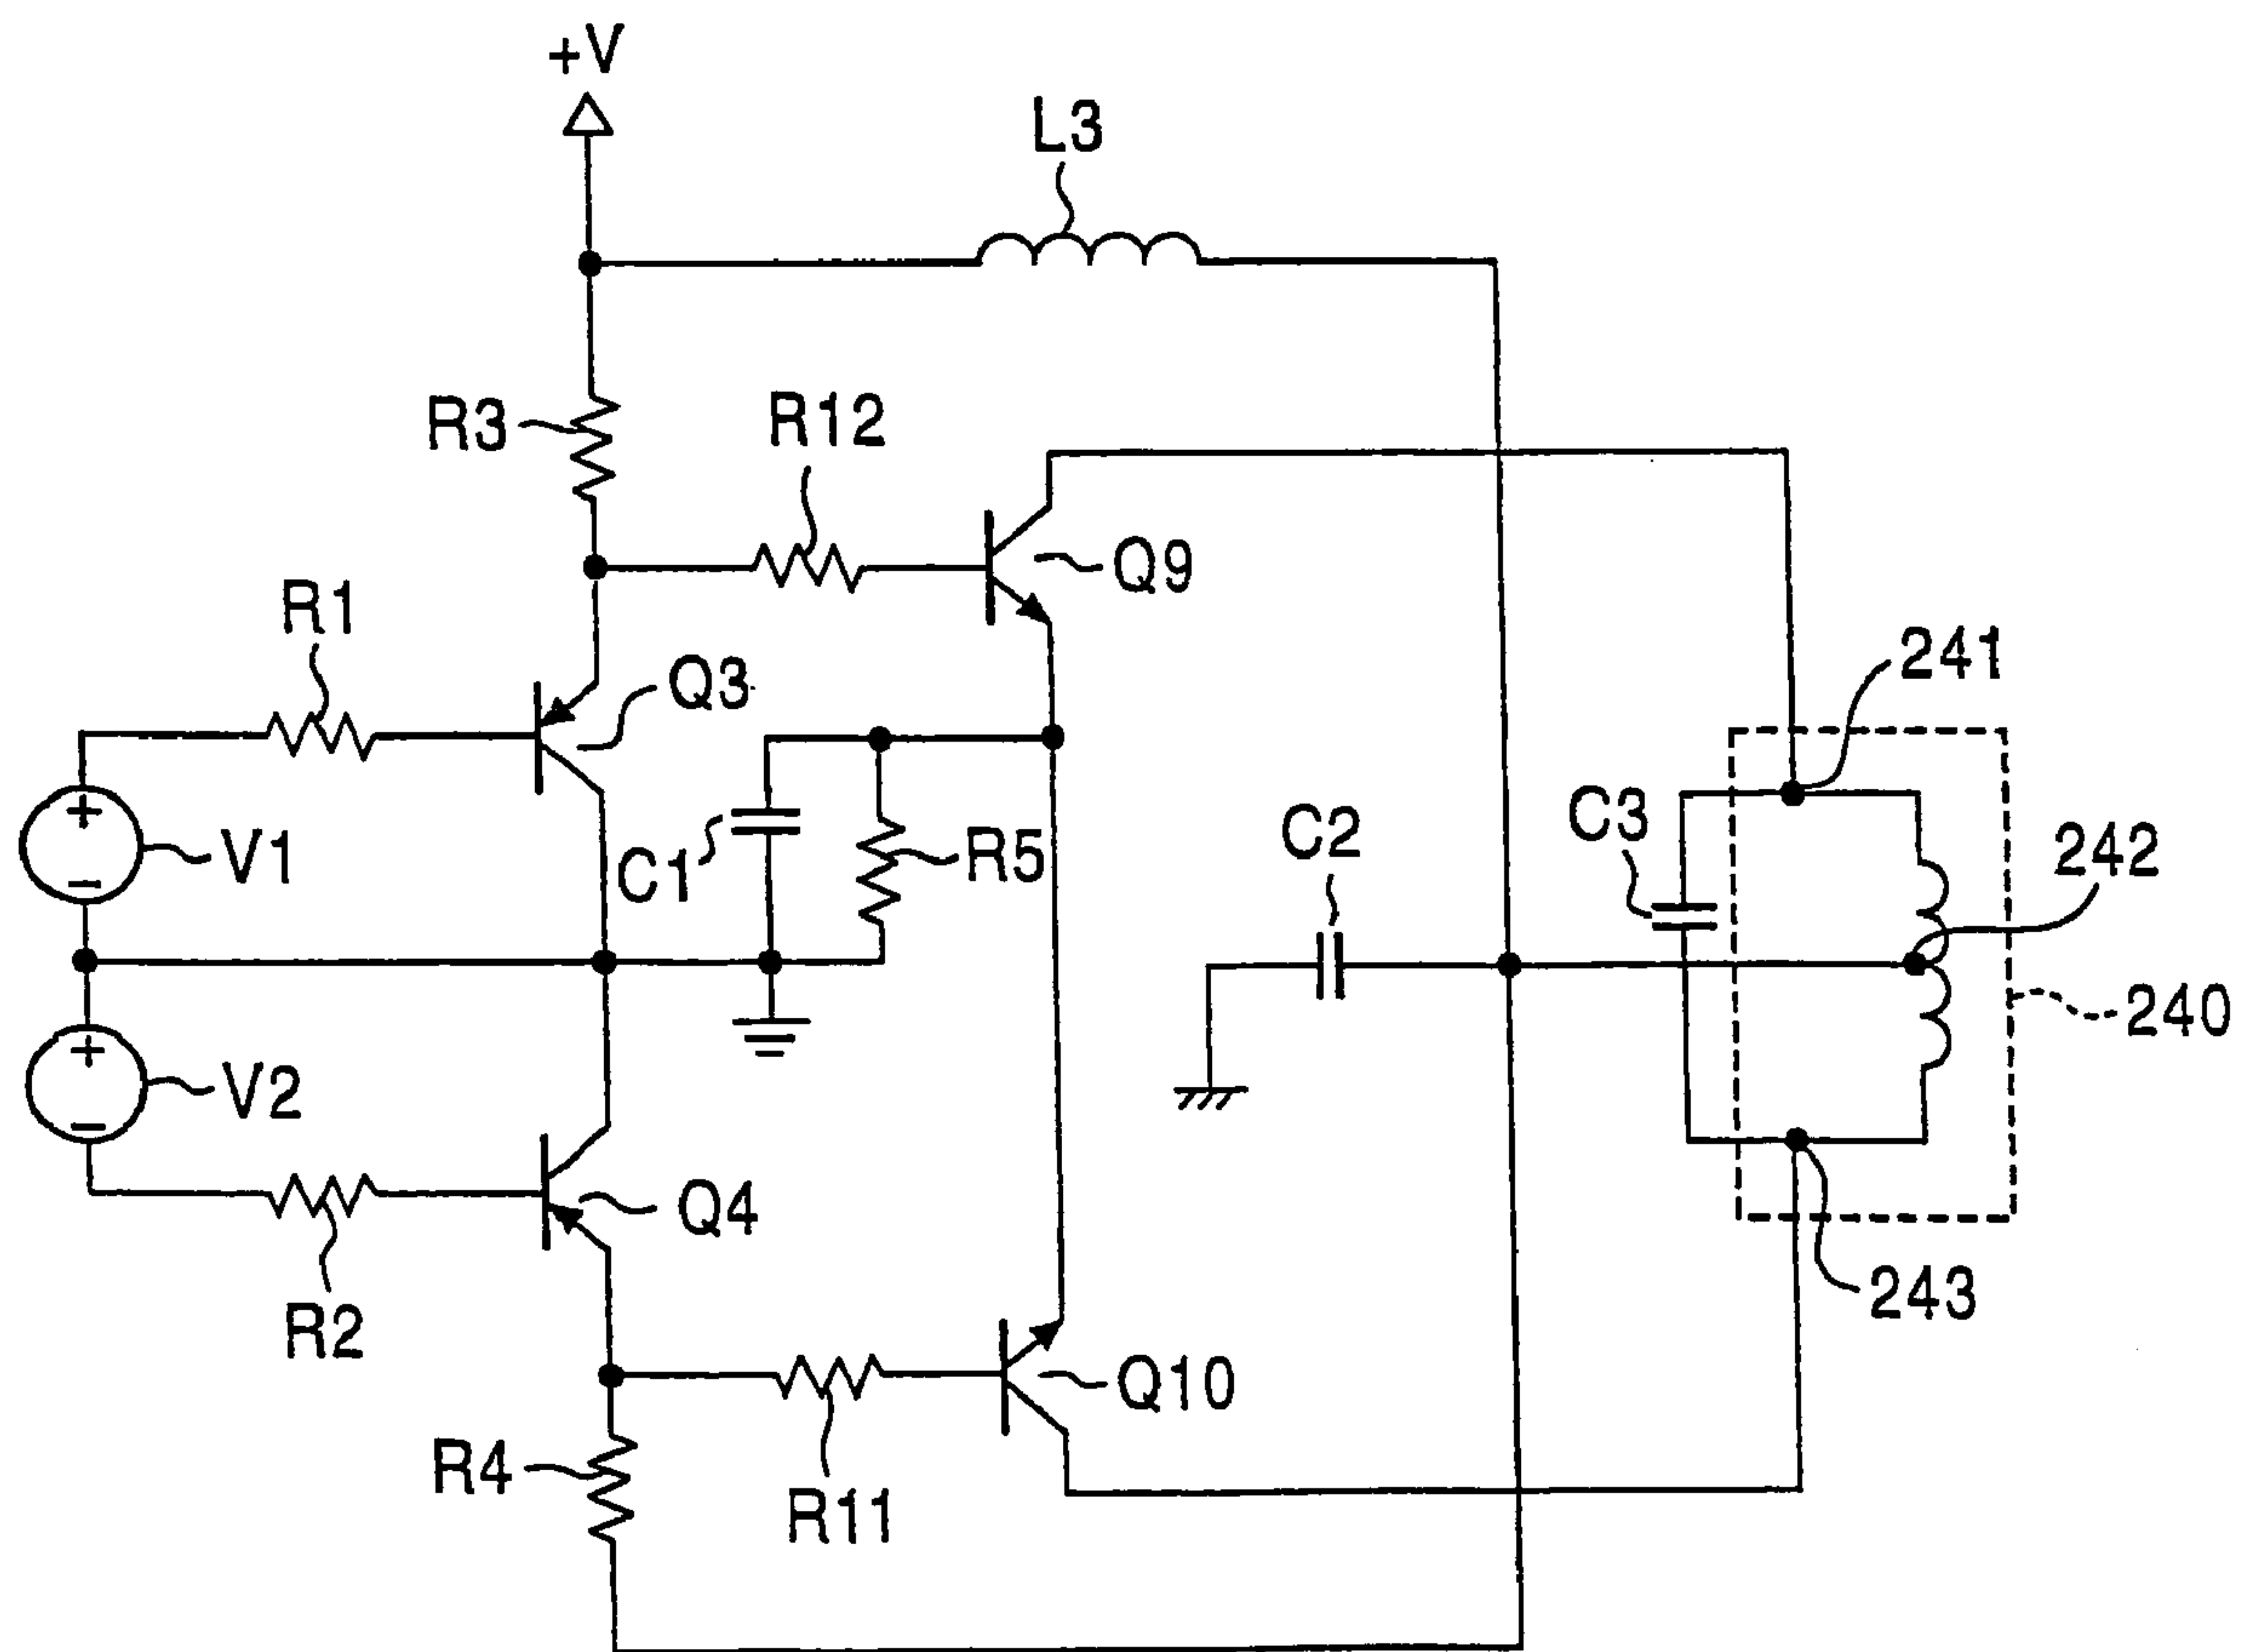 +V
L3
R3
R12
Q9
R1
Q3
241
+
V1
-
C1
R5
C2
C3
242
+
V2
-
240
Q4
R2
243
Q10
R4
R11